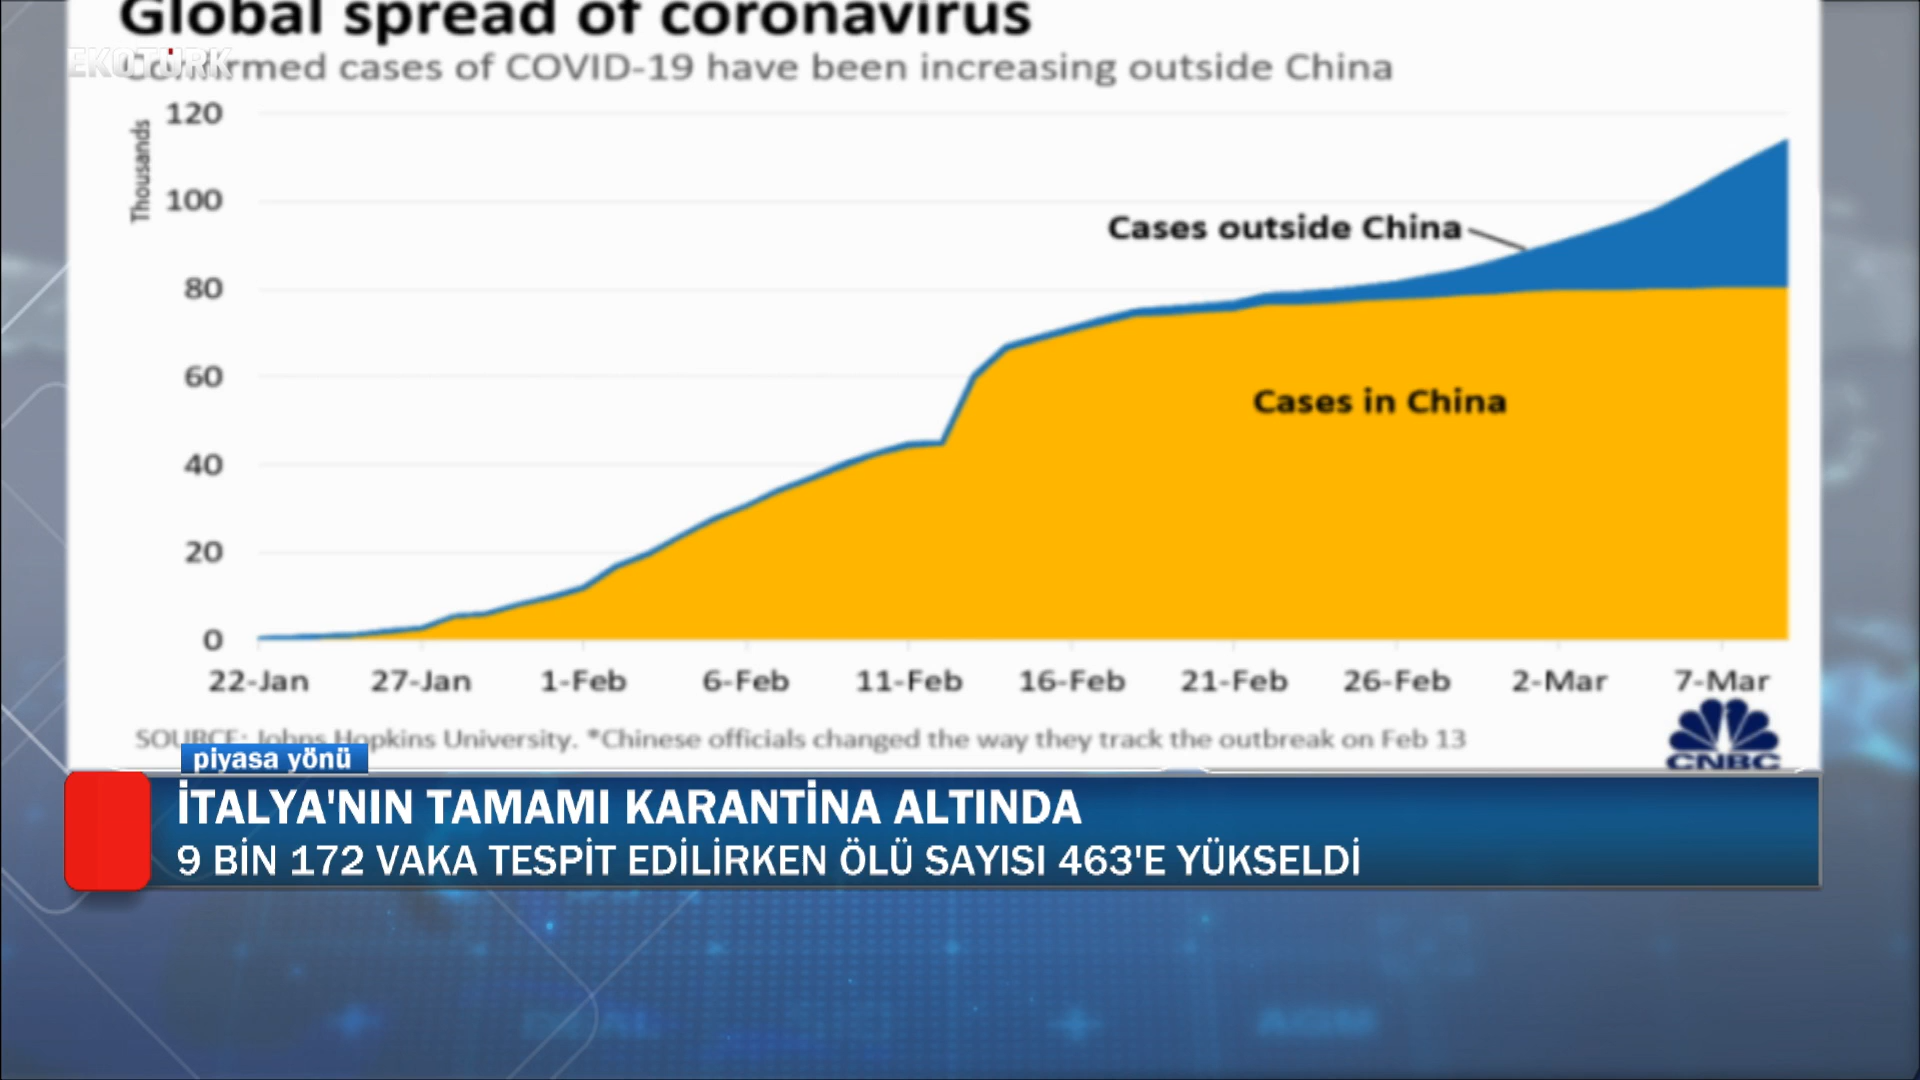 Global spread of coronavirus
EKOTÜRK
Confirmed cases of COVID-19 have been increasing outside China
Thousands
120
100
80
60
40
20
0
Cases outside China
Cases in China
22-Jan 27-Jan 1-Feb 6-Feb 11-Feb 16-Feb 21-Feb 26-Feb 2-Mar 7-Mar
SOURCE: Johns Hopkins University. *Chinese officials changed the way they track the outbreak on Feb 13
CNBC
piyasa yönü
İTALYA'NIN TAMAMI KARANTİNA ALTINDA
9 BİN 172 VAKA TESPİT EDİLİRKEN ÖLÜ SAYISI 463'E YÜKSELDİ